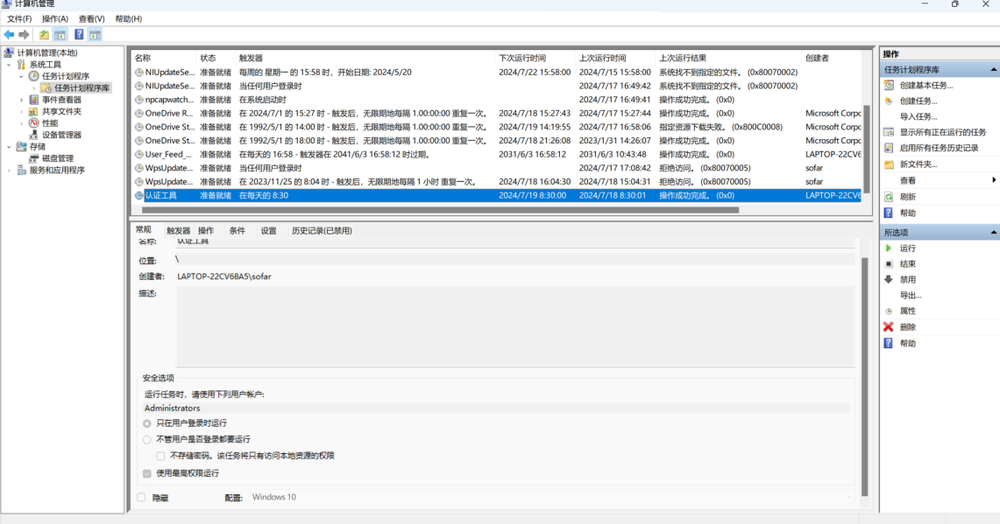 计算机管理
文件(F) 操作(A) 查看(V) 帮助(H)
计算机管理(本地)
系统工具
任务计划程序
任务计划程序库
事件查看器
共享文件夹
性能
设备管理器
存储
磁盘管理
服务和应用程序
名称 状态 触发器 下次运行时间 上次运行时间 上次运行结果 创建者
NIUpdateSe... 准备就绪 每周的 星期一 的 15:58 时，开始日期: 2024/5/20 2024/7/22 15:58:00 2024/7/15 15:58:00 系统找不到指定的文件。 (0x80070002)
NIUpdateSe... 准备就绪 当任何用户登录时 2024/7/17 16:49:42 系统找不到指定的文件。 (0x80070002)
npcapwatch... 准备就绪 在系统启动时 2024/7/17 16:49:41 操作成功完成。 (0x0)
OneDrive R... 准备就绪 在 2024/7/1 的 15:27 时 - 触发后，无限期地每隔 1.00:00:00 重复一次。 2024/7/18 15:27:43 2024/7/17 15:27:44 操作成功完成。 (0x0) Microsoft Corpc
OneDrive St... 准备就绪 在 1992/5/1 的 14:00 时 - 触发后，无限期地每隔 1.00:00:00 重复一次。 2024/7/19 14:19:55 2024/7/17 16:58:06 指定资源下载失败。 (0x800C0008) Microsoft Corpc
OneDrive St... 准备就绪 在 1992/5/1 的 18:00 时 - 触发后，无限期地每隔 1.00:00:00 重复一次。 2024/7/18 21:26:08 2023/1/31 14:26:07 操作成功完成。 (0x0) Microsoft Corpc
User_Feed_... 准备就绪 在每天的 16:58 - 触发器在 2041/6/3 16:58:12 时过期。 2031/6/3 16:58:12 2031/6/3 10:43:48 操作成功完成。 (0x0) LAPTOP-22CV6
WpsUpdate... 准备就绪 当任何用户登录时 2024/7/17 17:08:42 拒绝访问。 (0x80070005) sofar
WpsUpdate... 准备就绪 在 2023/11/25 的 8:04 时 - 触发后，无限期地每隔 1 小时 重复一次。 2024/7/18 16:04:30 2024/7/18 15:04:31 拒绝访问。 (0x80070005) sofar
认证工具 准备就绪 在每天的 8:30 2024/7/19 8:30:00 2024/7/18 8:30:01 操作成功完成。 (0x0) LAPTOP-22CV6
常规 触发器 操作 条件 设置 历史记录(已禁用)
名称: 认证工具
位置: \
创建者: LAPTOP-22CV68A5\sofar
描述:
安全选项
运行任务时，请使用下列用户帐户:
Administrators
只在用户登录时运行
不管用户是否登录都要运行
不存储密码。该任务将只有访问本地资源的权限
使用最高权限运行
隐藏 配置: Windows 10
操作
任务计划程序库
创建基本任务...
创建任务...
导入任务...
显示所有正在运行的任务
启用所有任务历史记录
新文件夹...
查看
刷新
帮助
所选项
运行
结束
禁用
导出...
属性
删除
帮助